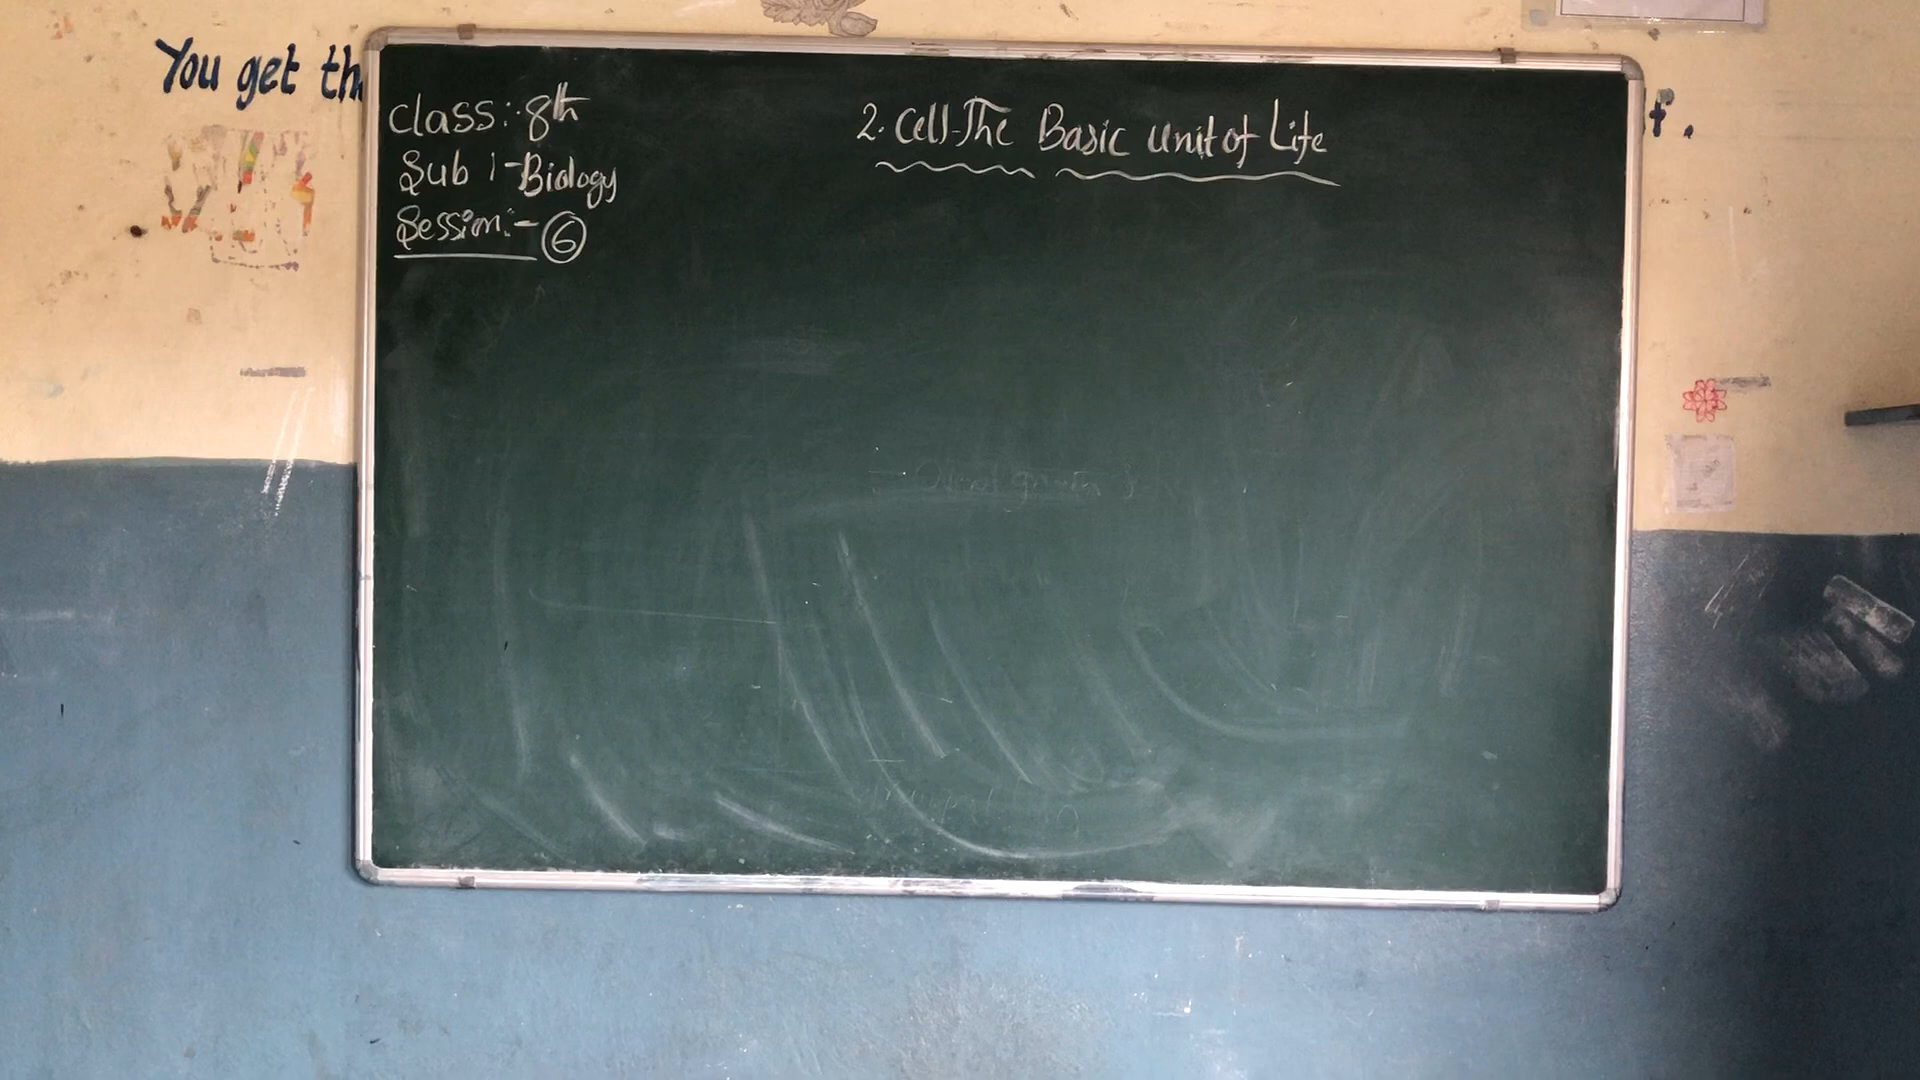 You get th
t.
Class:-8th
Sub :-Biology
Session:- 6
2. Cell-The Basic Unit of Life